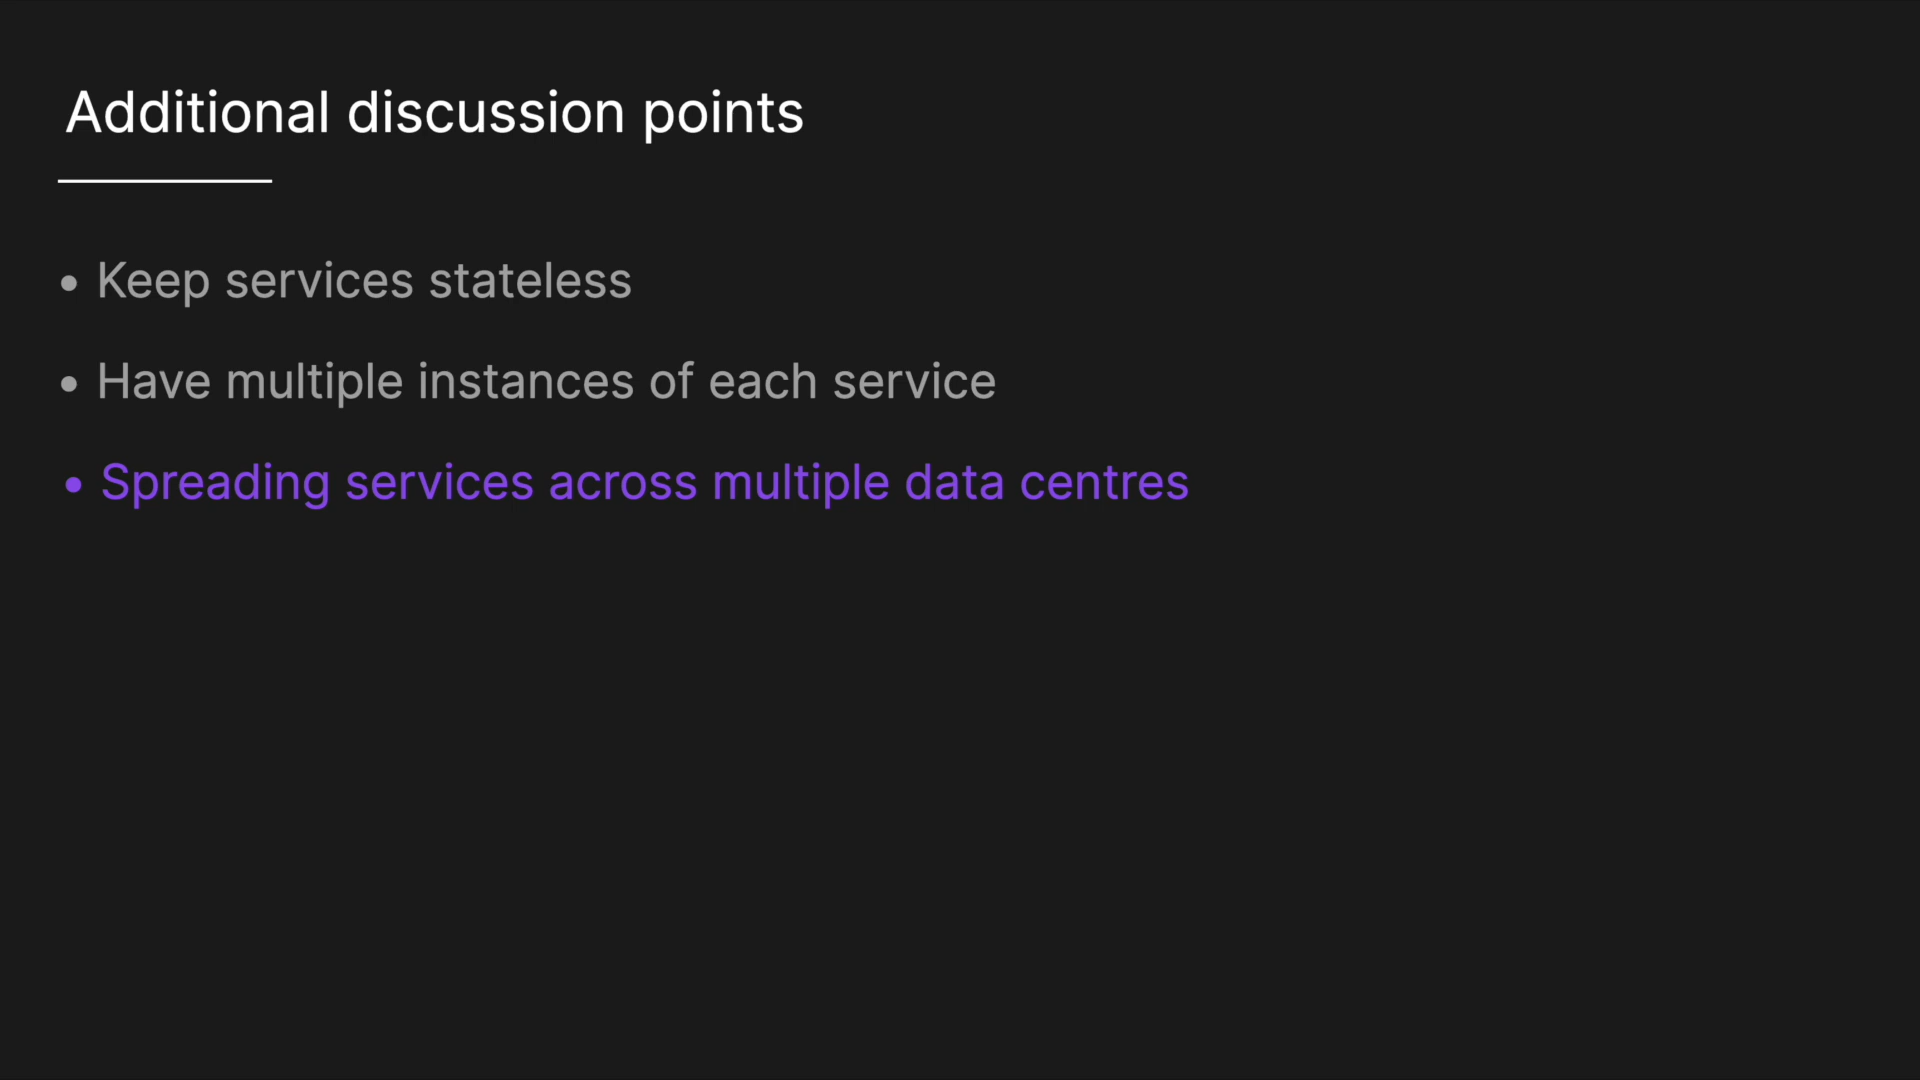 Additional discussion points
• Keep services stateless
• Have multiple instances of each service
• Spreading services across multiple data centres